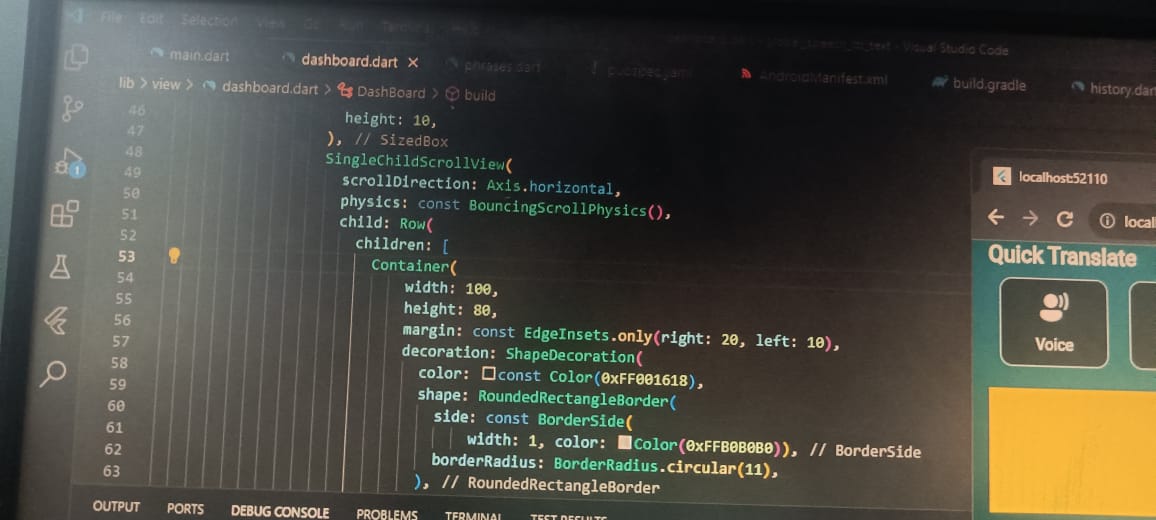 File Edit Selection View Go Run Terminal Help
Visual Studio Code
main.dart dashboard.dart × phrases.dart ! pubspec.yaml AndroidManifest.xml build.gradle history.dar
lib > view > dashboard.dart > DashBoard > build
46 height: 10,
47 ), // SizedBox
48 SingleChildScrollView(
49 scrollDirection: Axis.horizontal,
50 physics: const BouncingScrollPhysics(),
51 child: Row(
52 children: [
53 Container(
54 width: 100,
55 height: 80,
56 margin: const EdgeInsets.only(right: 20, left: 10),
57 decoration: ShapeDecoration(
58 color: const Color(0xFF001618),
59 shape: RoundedRectangleBorder(
60 side: const BorderSide(
61 width: 1, color: Color(0xFFB0B0B0)), // BorderSide
62 borderRadius: BorderRadius.circular(11),
63 ), // RoundedRectangleBorder
1
OUTPUT PORTS DEBUG CONSOLE PROBLEMS TERMINAL TEST RESULTS
localhost:52110
local
Quick Translate
Voice